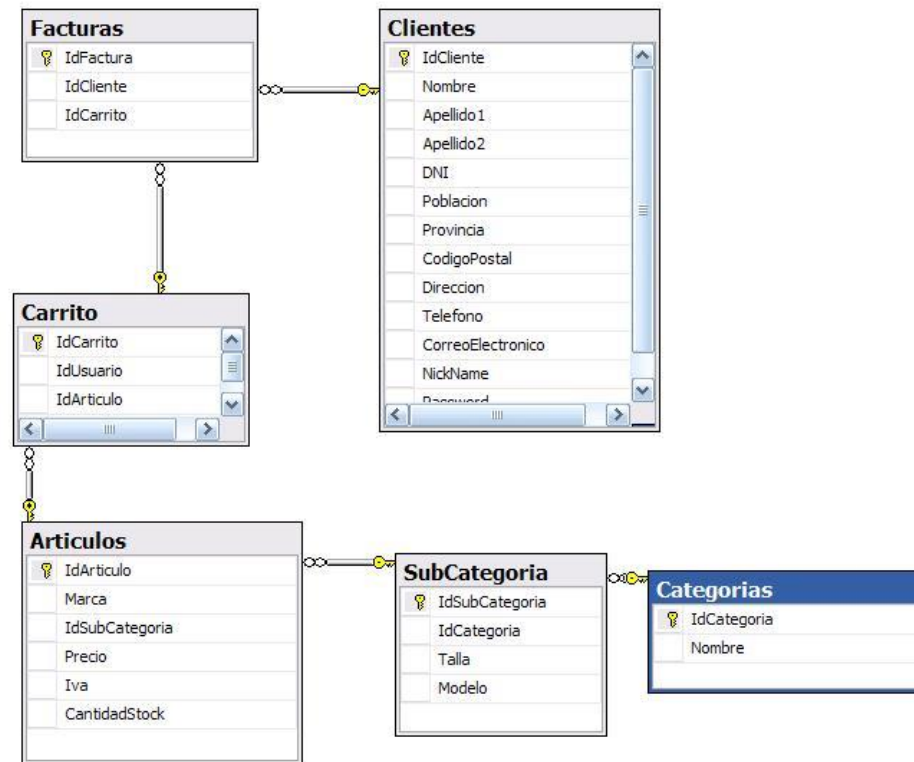 Facturas
IdFactura
IdCliente
IdCarrito
Clientes
IdCliente
Nombre
Apellido1
Apellido2
DNI
Poblacion
Provincia
CodigoPostal
Direccion
Telefono
CorreoElectronico
NickName
Password
Carrito
IdCarrito
IdUsuario
IdArticulo
Articulos
IdArticulo
Marca
IdSubCategoria
Precio
Iva
CantidadStock
SubCategoria
IdSubCategoria
IdCategoria
Talla
Modelo
Categorias
IdCategoria
Nombre